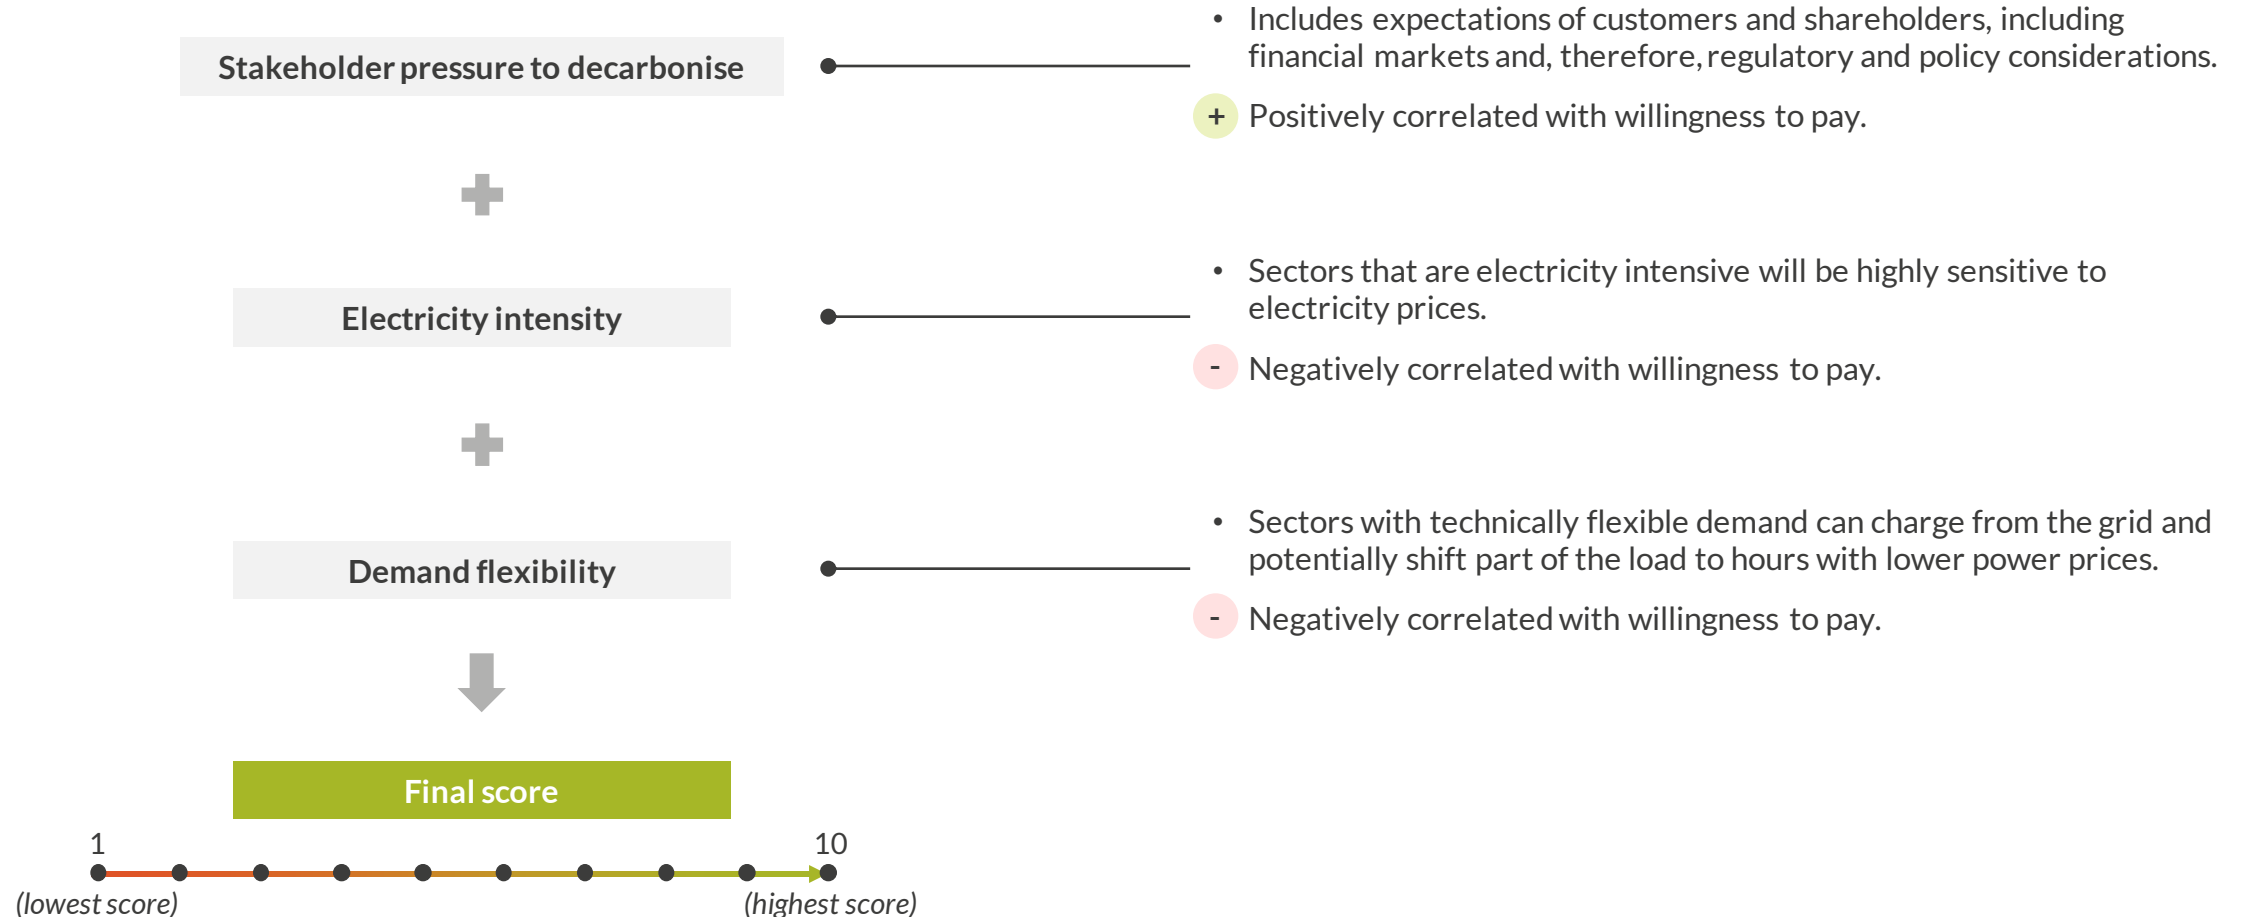 Stakeholder pressure to decarbonise
• Includes expectations of customers and shareholders, including
financial markets and, therefore, regulatory and policy considerations.
+ Positively correlated with willingness to pay.
Electricity intensity
• Sectors that are electricity intensive will be highly sensitive to
electricity prices.
- Negatively correlated with willingness to pay.
Demand flexibility
• Sectors with technically flexible demand can charge from the grid and
potentially shift part of the load to hours with lower power prices.
- Negatively correlated with willingness to pay.
Final score
1
10
(lowest score)
(highest score)